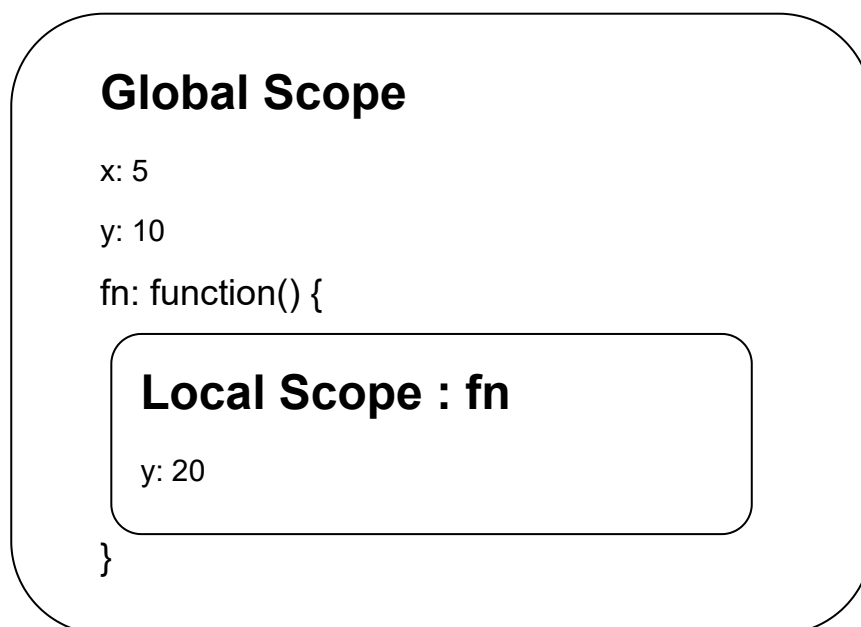 Global Scope
x: 5
y: 10
fn: function() {
Local Scope : fn
y: 20
}